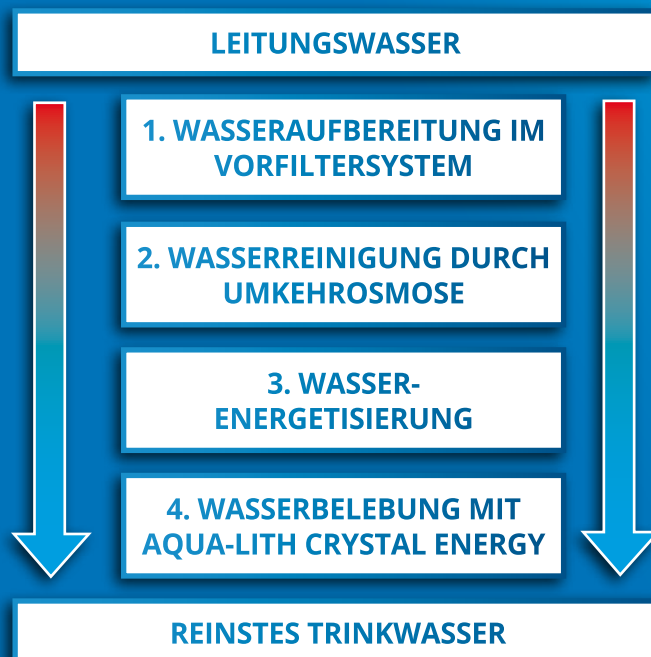 LEITUNGSWASSER
1. WASSERAUFBEREITUNG IM
VORFILTERSYSTEM
2. WASSERREINIGUNG DURCH
UMKEHROSMOSE
3. WASSER-
ENERGETISIERUNG
4. WASSERBELEBUNG MIT
AQUA-LITH CRYSTAL ENERGY
REINSTES TRINKWASSER